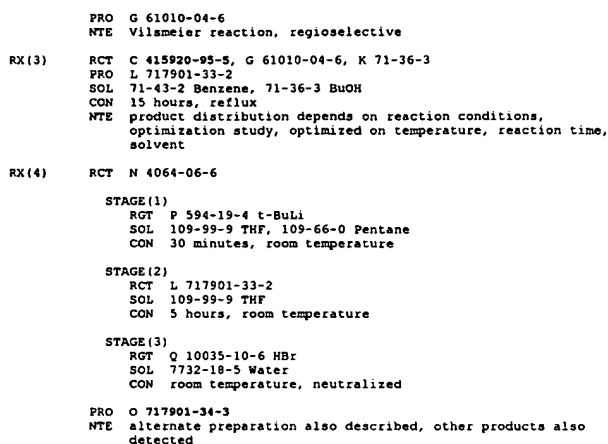 PRO G 61010-04-6
NTE Vilsmeier reaction, regioselective
RX(3) RCT C 415920-95-5, G 61010-04-6, K 71-36-3
PRO L 717901-33-2
SOL 71-43-2 Benzene, 71-36-3 BuOH
CON 15 hours, reflux
NTE product distribution depends on reaction conditions,
optimization study, optimized on temperature, reaction time,
solvent
RX(4) RCT N 4064-06-6
STAGE(1)
RGT P 594-19-4 t-BuLi
SOL 109-99-9 THF, 109-66-0 Pentane
CON 30 minutes, room temperature
STAGE(2)
RCT L 717901-33-2
SOL 109-99-9 THF
CON 5 hours, room temperature
STAGE(3)
RGT Q 10035-10-6 HBr
SOL 7732-18-5 Water
CON room temperature, neutralized
PRO O 717901-34-3
NTE alternate preparation also described, other products also
detected